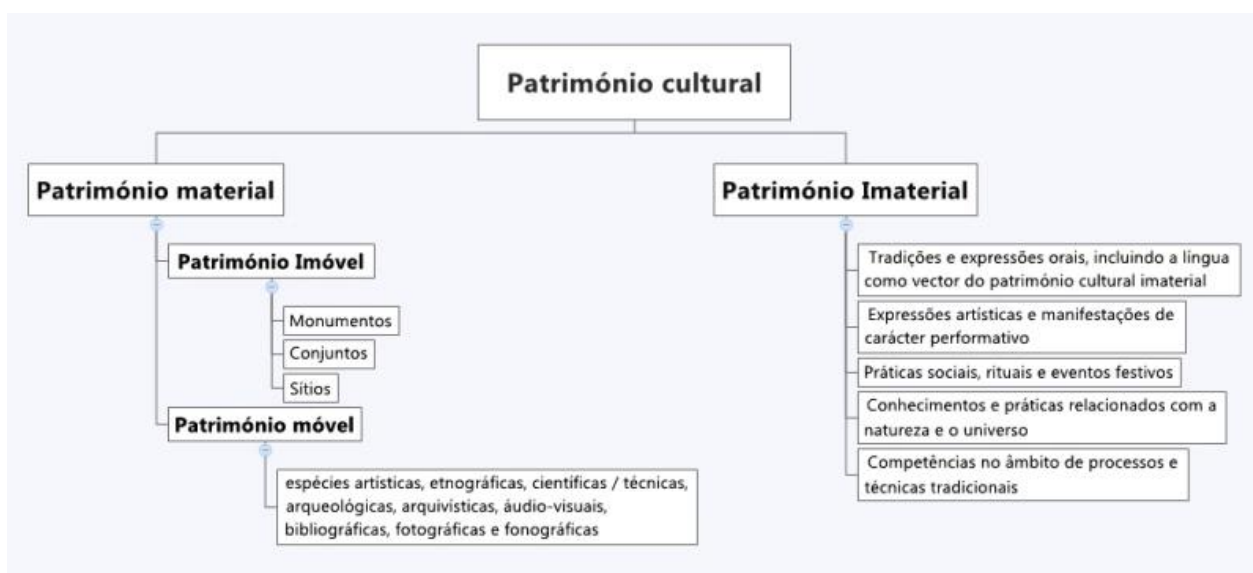 Património cultural
Património material
Património Imóvel
Monumentos
Conjuntos
Sítios
Património móvel
espécies artísticas, etnográficas, científicas / técnicas,
arqueológicas, arquivísticas, áudio-visuais,
bibliográficas, fotográficas e fonográficas
Património Imaterial
Tradições e expressões orais, incluindo a língua
como vector do património cultural imaterial
Expressões artísticas e manifestações de
carácter performativo
Práticas sociais, rituais e eventos festivos
Conhecimentos e práticas relacionados com a
natureza e o universo
Competências no âmbito de processos e
técnicas tradicionais